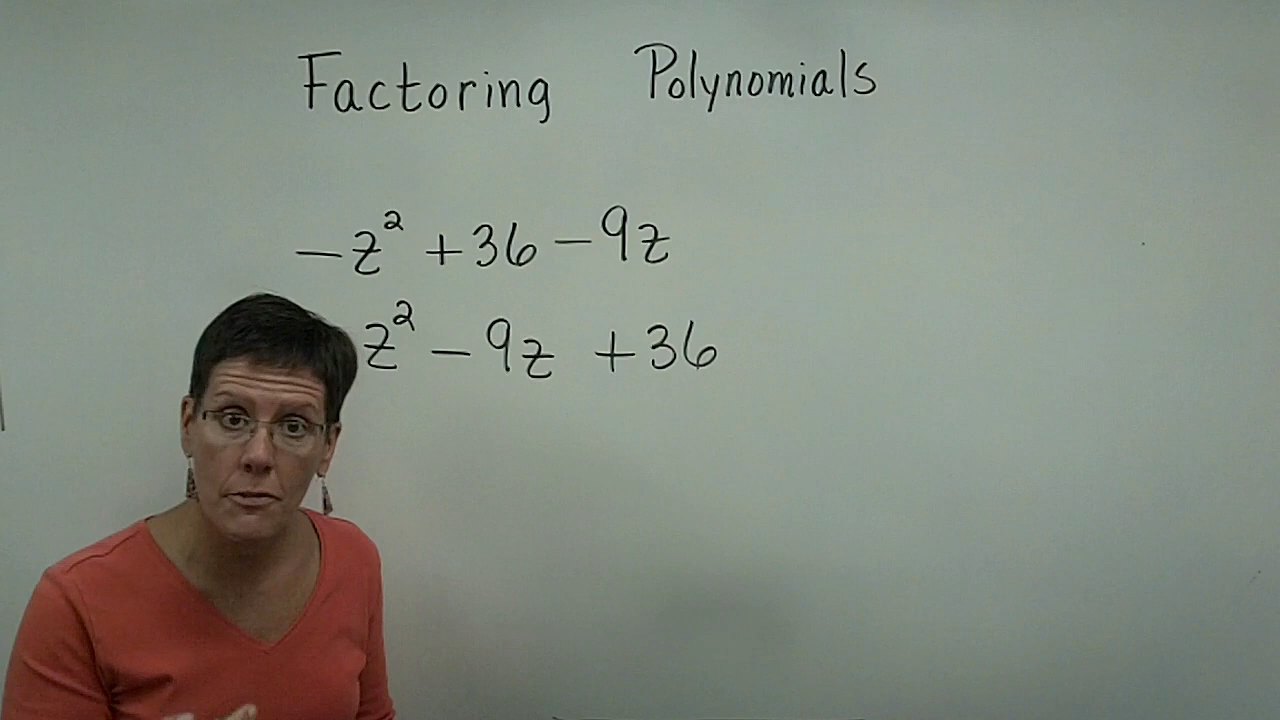 Factoring Polynomials
−z² +36 −9z
z² − 9z +36